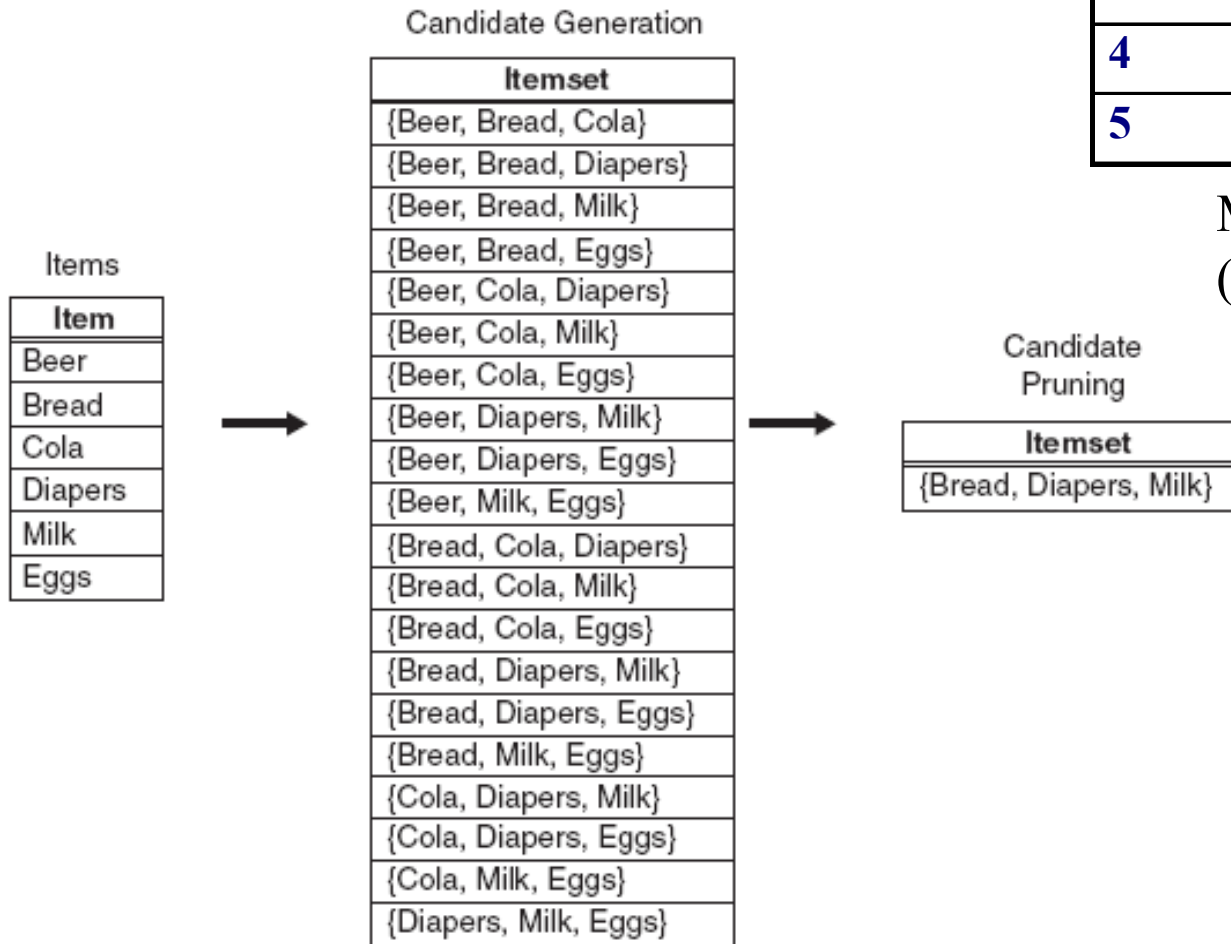 Candidate Generation
Itemset
{Beer, Bread, Cola}
{Beer, Bread, Diapers}
{Beer, Bread, Milk}
{Beer, Bread, Eggs}
{Beer, Cola, Diapers}
{Beer, Cola, Milk}
{Beer, Cola, Eggs}
{Beer, Diapers, Milk}
{Beer, Diapers, Eggs}
{Beer, Milk, Eggs}
{Bread, Cola, Diapers}
{Bread, Cola, Milk}
{Bread, Cola, Eggs}
{Bread, Diapers, Milk}
{Bread, Diapers, Eggs}
{Bread, Milk, Eggs}
{Cola, Diapers, Milk}
{Cola, Diapers, Eggs}
{Cola, Milk, Eggs}
{Diapers, Milk, Eggs}
Items
Item
Beer
Bread
Cola
Diapers
Milk
Eggs
4
5
(
Candidate
Pruning
Itemset
{Bread, Diapers, Milk}